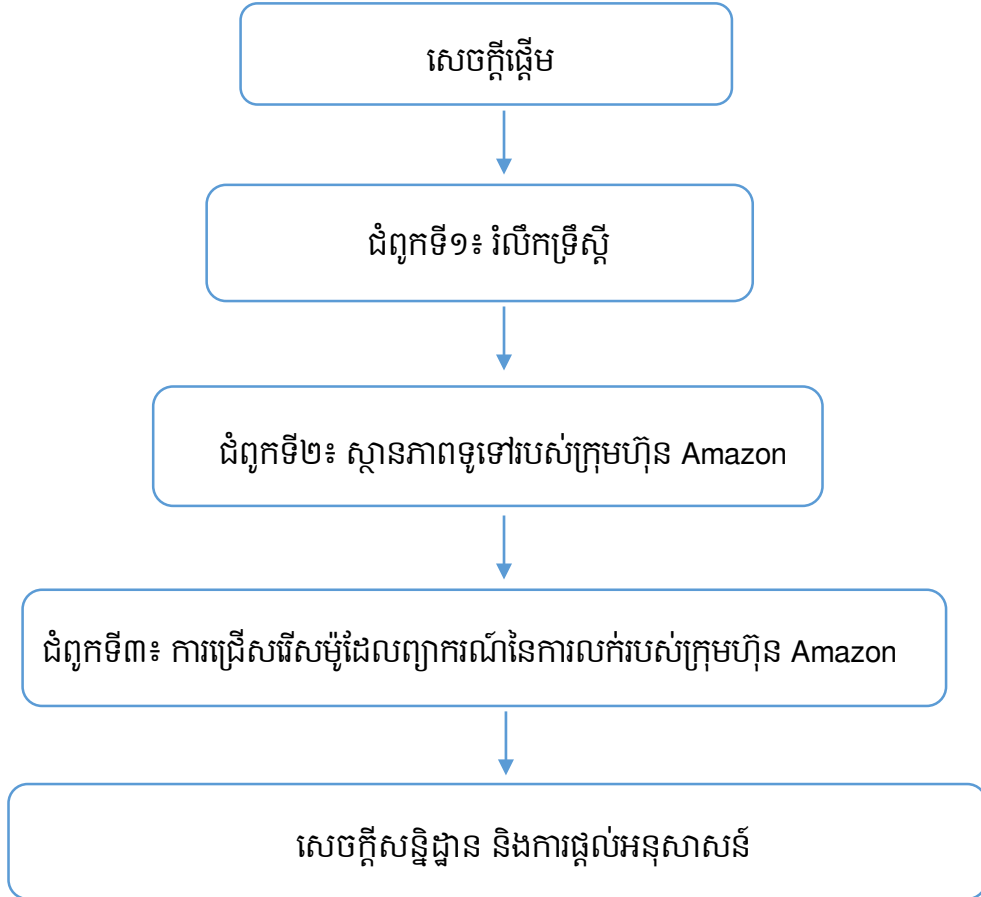 សេចក្តីផ្តើម
ជំពូកទី១៖ រំលឹកទ្រឹស្តី
ជំពូកទី២៖ ស្ថានភាពទូទៅរបស់ក្រុមហ៊ុន Amazon
ជំពូកទី៣៖ ការជ្រើសរើសម៉ូដែលព្យាករណ៍នៃការលក់របស់ក្រុមហ៊ុន Amazon
សេចក្តីសន្និដ្ឋាន និងការផ្តល់អនុសាសន៍